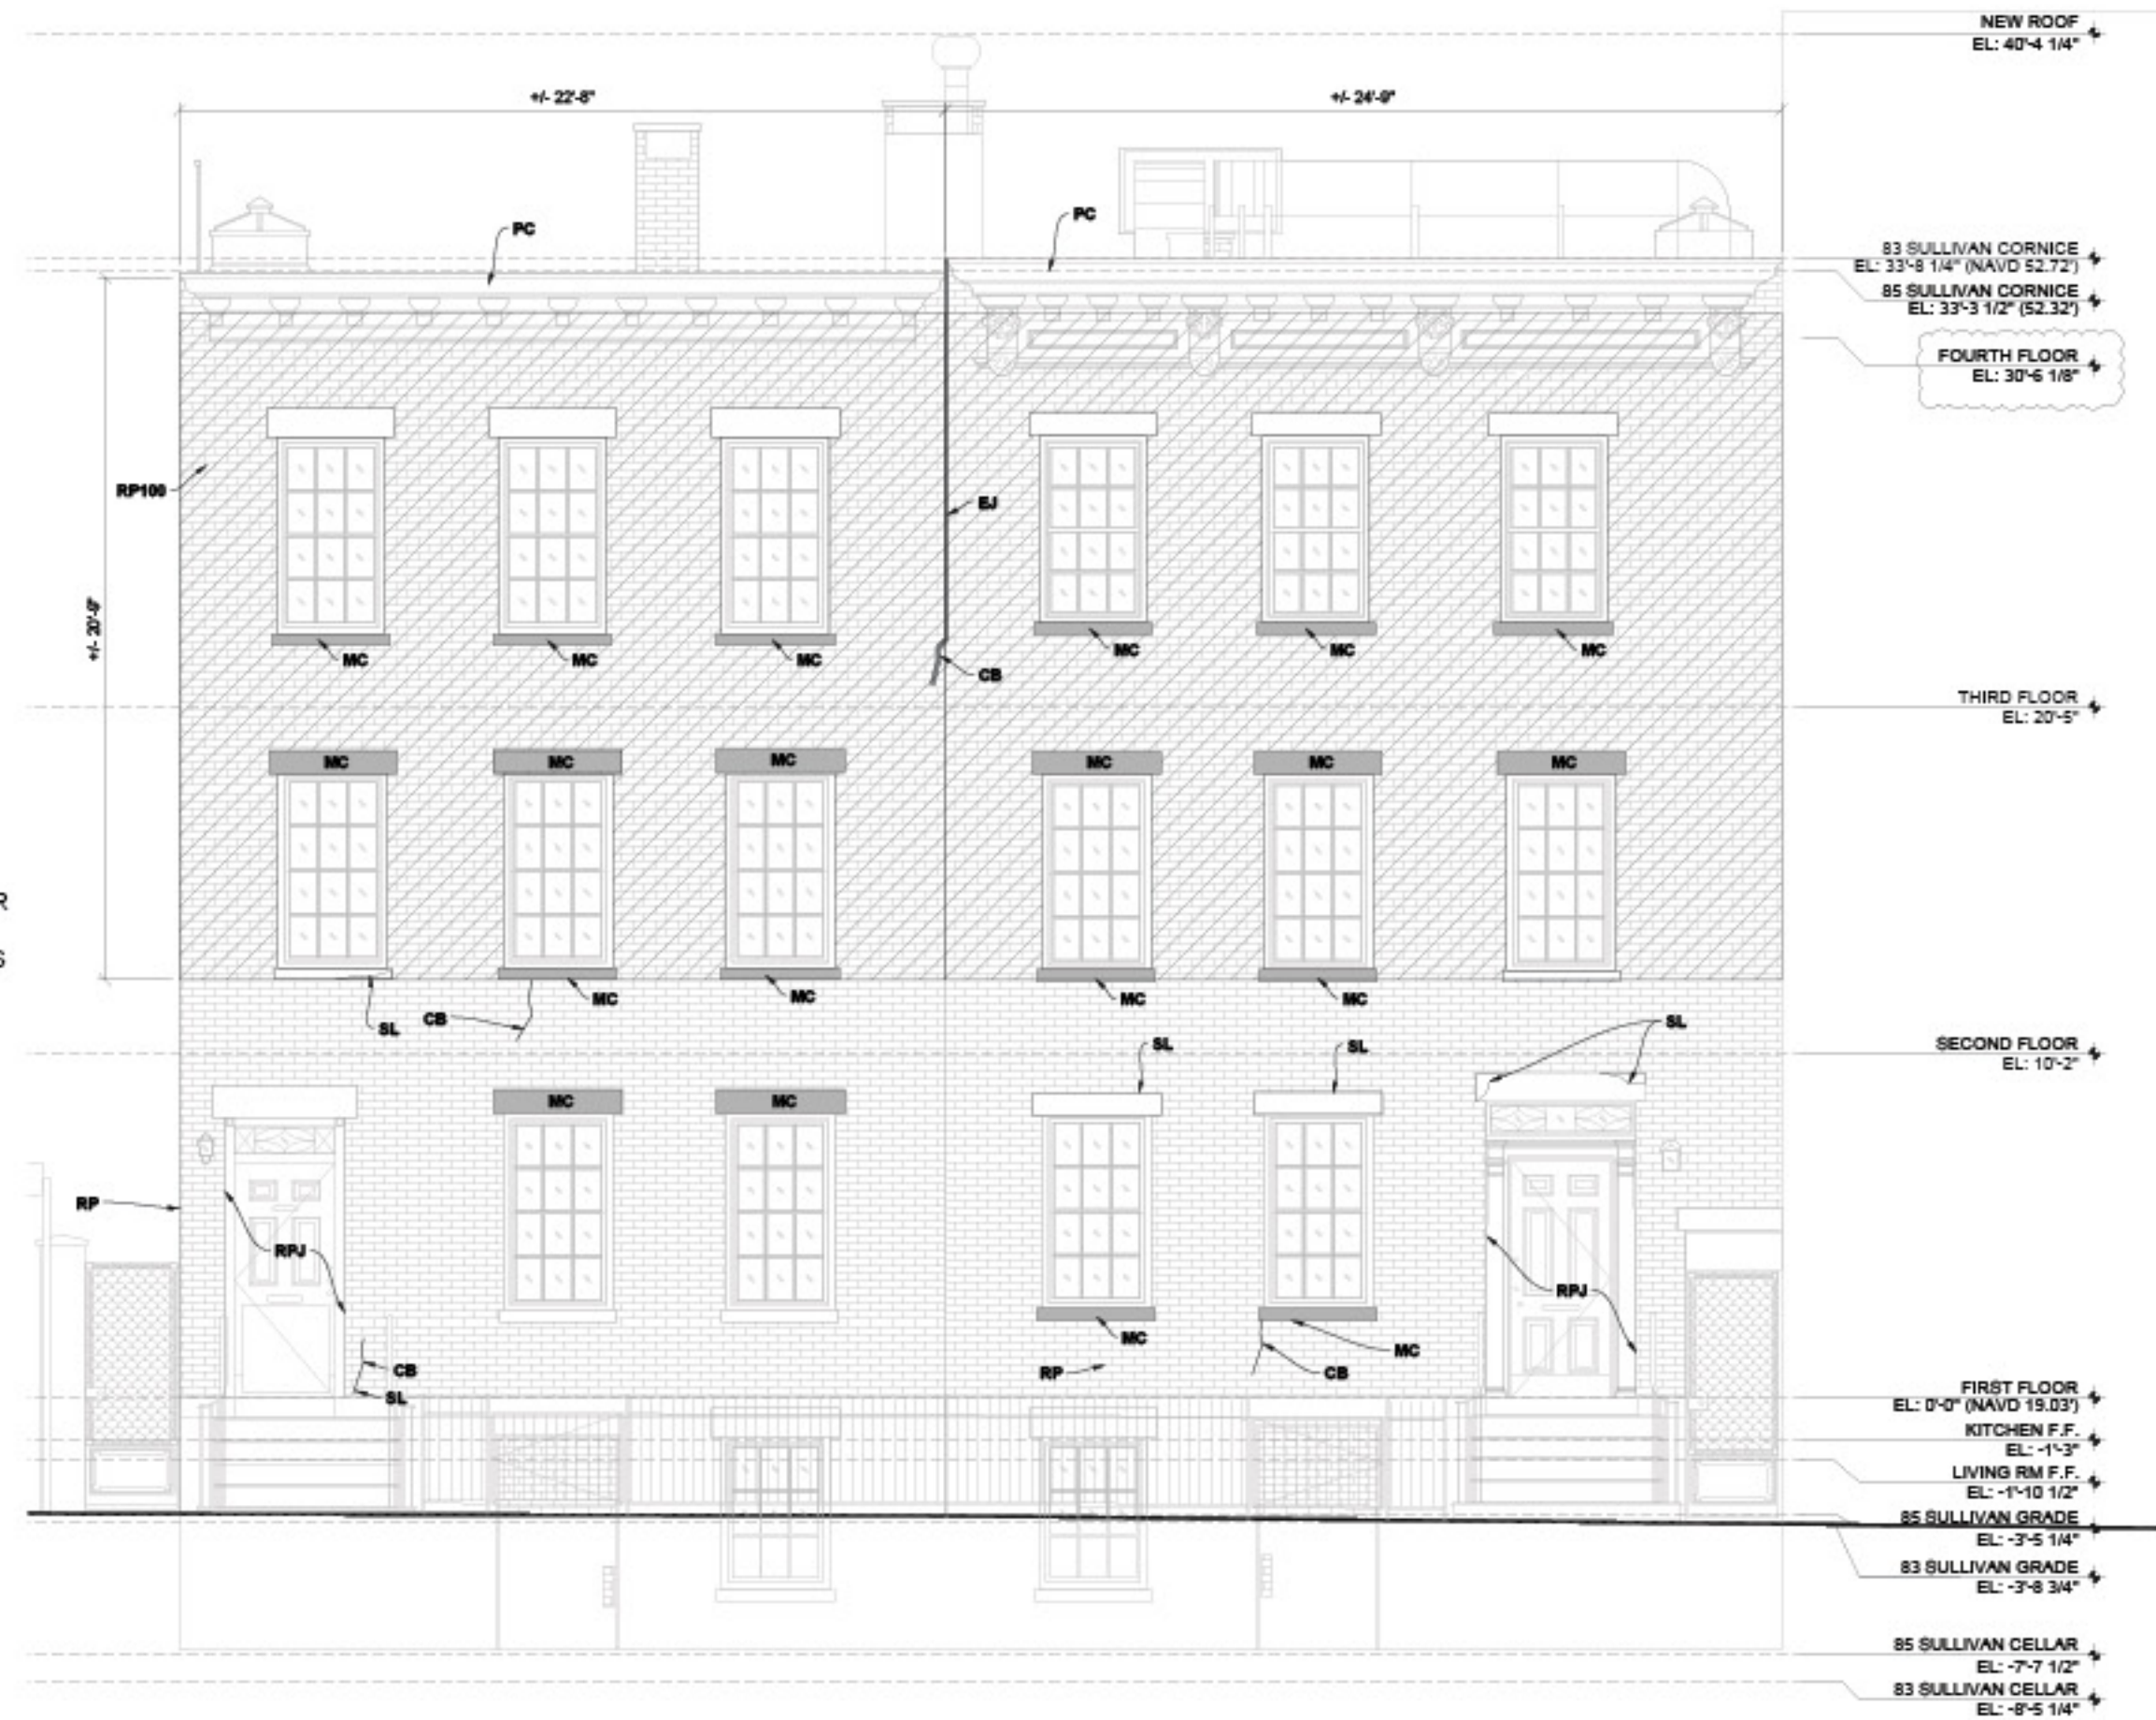 NEW ROOF
EL: 40'-4 1/4"
+/- 22'-8"
+/- 24'-9"
PC
PC
83 SULLIVAN CORNICE
EL: 33'-8 1/4" (NAVD 52.72')
85 SULLIVAN CORNICE
EL: 33'-3 1/2" (52.32')
FOURTH FLOOR
EL: 30'-6 1/8"
RP100
EJ
+/- 20'-9"
MC
MC
MC
MC
MC
MC
CB
THIRD FLOOR
EL: 20'-5"
MC
MC
MC
MC
MC
MC
R
S
MC
MC
MC
MC
SL
CB
SL
SL
SL
SECOND FLOOR
EL: 10'-2"
MC
MC
RP
RPJ
RPJ
MC
MC
CB
RP
CB
SL
FIRST FLOOR
EL: 0'-0" (NAVD 19.03')
KITCHEN F.F.
EL: -1'-3"
LIVING RM F.F.
EL: -1'-10 1/2"
85 SULLIVAN GRADE
EL: -3'-5 1/4"
83 SULLIVAN GRADE
EL: -3'-8 3/4"
85 SULLIVAN CELLAR
EL: -7'-7 1/2"
83 SULLIVAN CELLAR
EL: -8'-5 1/4"